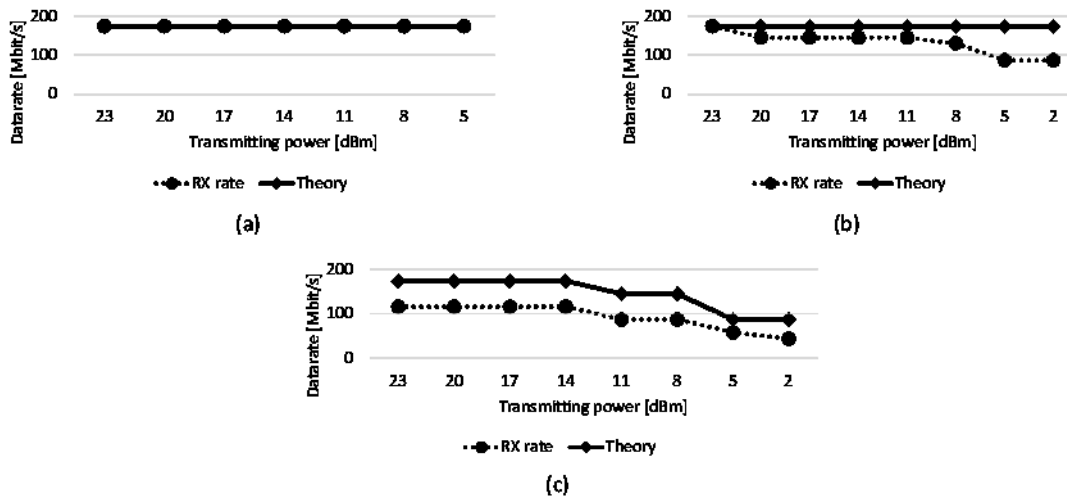 200
100
0
Datarate [Mbit/s]
23 20 17 14 11 8 5
Transmitting power [dBm]
RX rate Theory
(a)
200
100
0
Datarate [Mbit/s]
23 20 17 14 11 8 5 2
Transmitting power [dBm]
RX rate Theory
(b)
200
100
0
Datarate [Mbit/s]
23 20 17 14 11 8 5 2
Transmitting power [dBm]
RX rate Theory
(c)